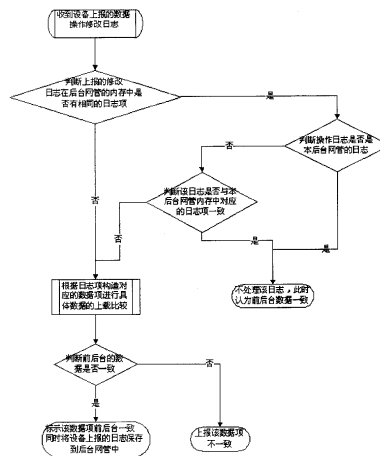 收到设备上报的数据
操作修改日志
判断上报的修改
日志在后台网管的内存中是
否有相同的日志项
是
判断操作日志是否是
本后台网管的日志
否
判断该日志是否与本
后台网管内存中对应
的日志项一致
否
否
是
是
根据日志项构造对
应的数据项进行具
体数据的上载比较
不处理该日志，此时
认为前后台数据一致
判断前后台的数
据是否一致
否
是
标示该数据项前后台一致
同时将设备上报的日志保存
到后台网管中
上报该数据项
不一致